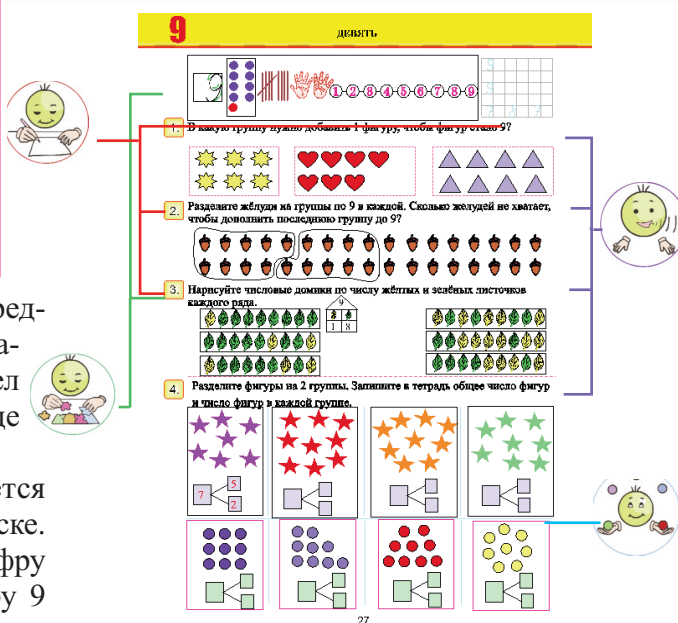 9
ДЕВЯТЬ
9
1 2 3 4 5 6 7 8 9
1. В какую группу нужно добавить 1 фигуру, чтобы фигур стало 9?
2. Разделите жёлуди на группы по 9 в каждой. Сколько желудей не хватает,
чтобы дополнить последнюю группу до 9?
3. Нарисуйте числовые домики по числу жёлтых и зелёных листочков
каждого ряда.
9
1 8
4. Разделите фигуры на 2 группы. Запишите в тетрадь общее число фигур
и число фигур в каждой группе.
7 5
2
27
ред-
а-
ел
це
ется
ске.
фру
ру 9